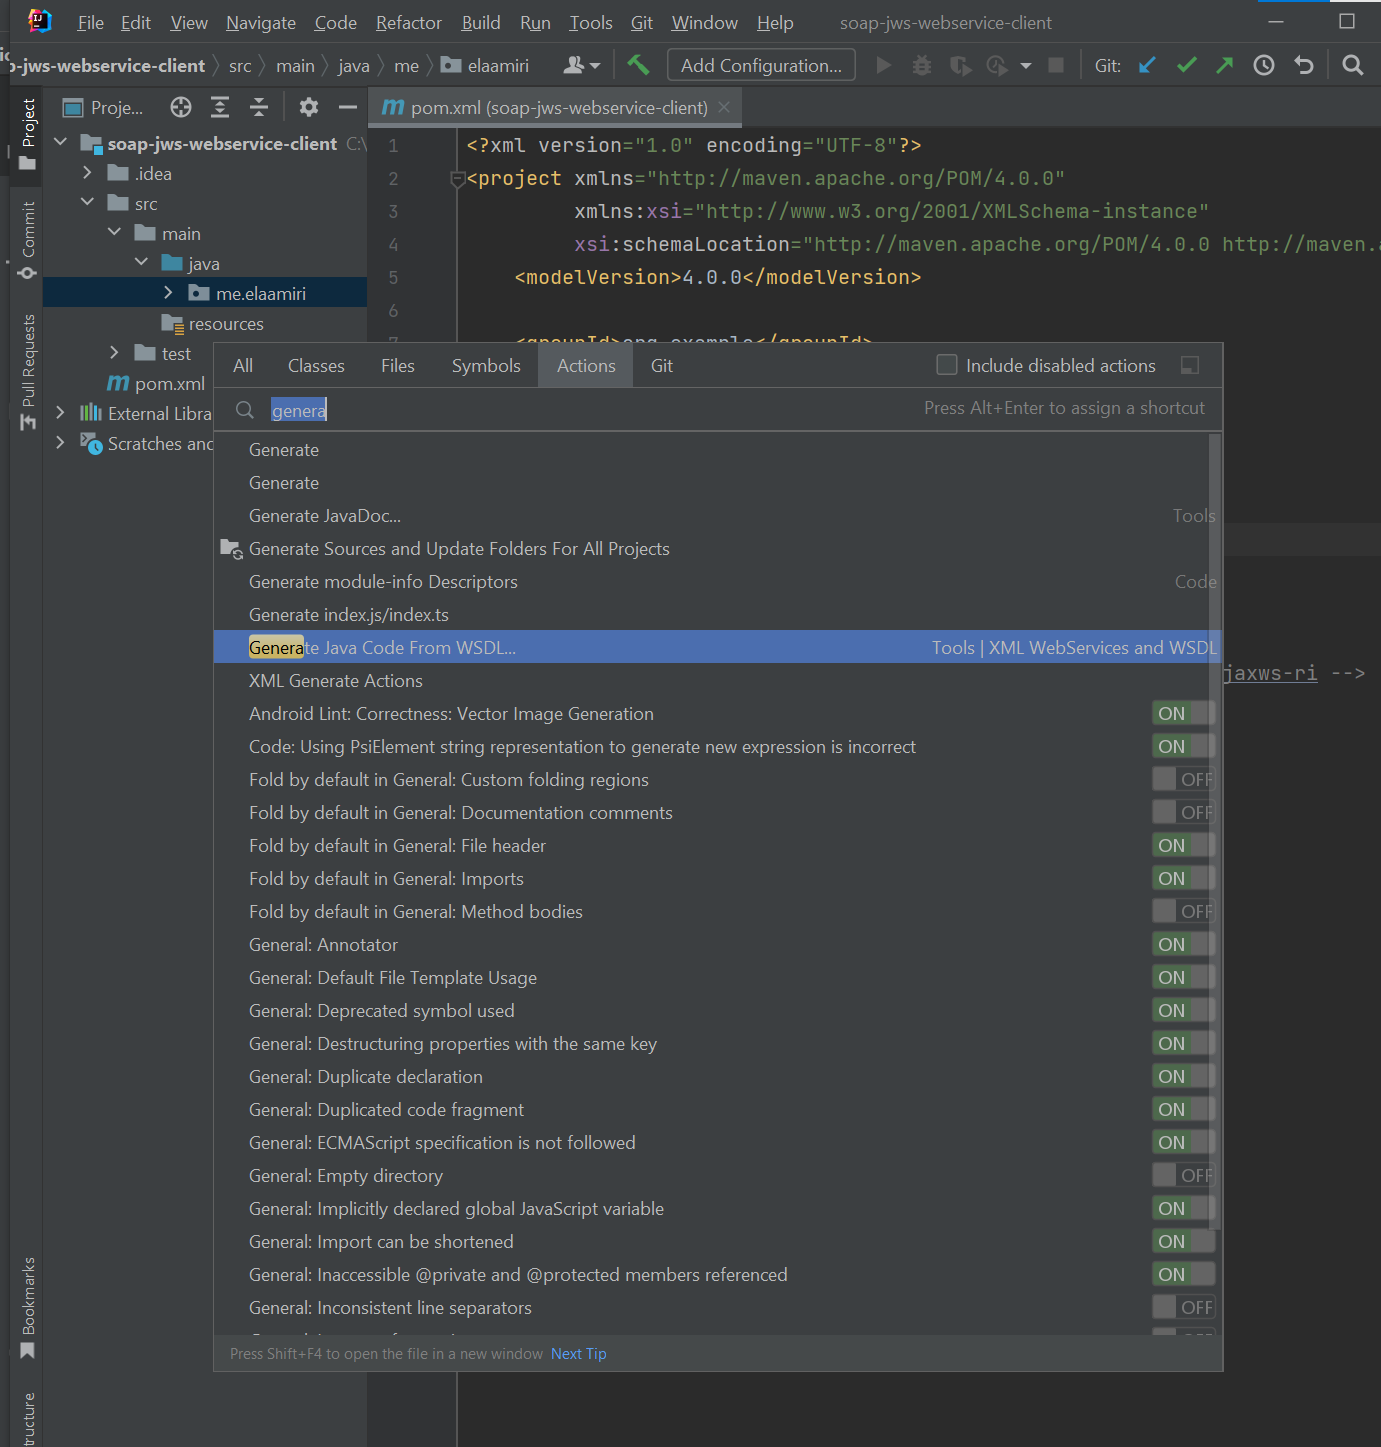 File Edit View Navigate Code Refactor Build Run Tools Git Window Help soap-jws-webservice-client
-jws-webservice-client src main java me elaamiri Add Configuration... Git:
Proje... pom.xml (soap-jws-webservice-client)
Project
Commit
Pull Requests
Bookmarks
soap-jws-webservice-client C:\
.idea
src
main
java
me.elaamiri
resources
test
pom.xml
External Libra
Scratches and
1 <?xml version="1.0" encoding="UTF-8"?>
2 <project xmlns="http://maven.apache.org/POM/4.0.0"
3 xmlns:xsi="http://www.w3.org/2001/XMLSchema-instance"
4 xsi:schemaLocation="http://maven.apache.org/POM/4.0.0 http://maven.
5 <modelVersion>4.0.0</modelVersion>
6
7 <groupId>org.example</groupId>
jaxws-ri -->
All Classes Files Symbols Actions Git Include disabled actions
genera Press Alt+Enter to assign a shortcut
Generate
Generate
Generate JavaDoc... Tools
Generate Sources and Update Folders For All Projects
Generate module-info Descriptors Code
Generate index.js/index.ts
Generate Java Code From WSDL... Tools | XML WebServices and WSDL
XML Generate Actions
Android Lint: Correctness: Vector Image Generation ON
Code: Using PsiElement string representation to generate new expression is incorrect ON
Fold by default in General: Custom folding regions OFF
Fold by default in General: Documentation comments OFF
Fold by default in General: File header ON
Fold by default in General: Imports ON
Fold by default in General: Method bodies OFF
General: Annotator ON
General: Default File Template Usage ON
General: Deprecated symbol used ON
General: Destructuring properties with the same key ON
General: Duplicate declaration ON
General: Duplicated code fragment ON
General: ECMAScript specification is not followed ON
General: Empty directory OFF
General: Implicitly declared global JavaScript variable ON
General: Import can be shortened ON
General: Inaccessible @private and @protected members referenced ON
General: Inconsistent line separators OFF
Press Shift+F4 to open the file in a new window Next Tip